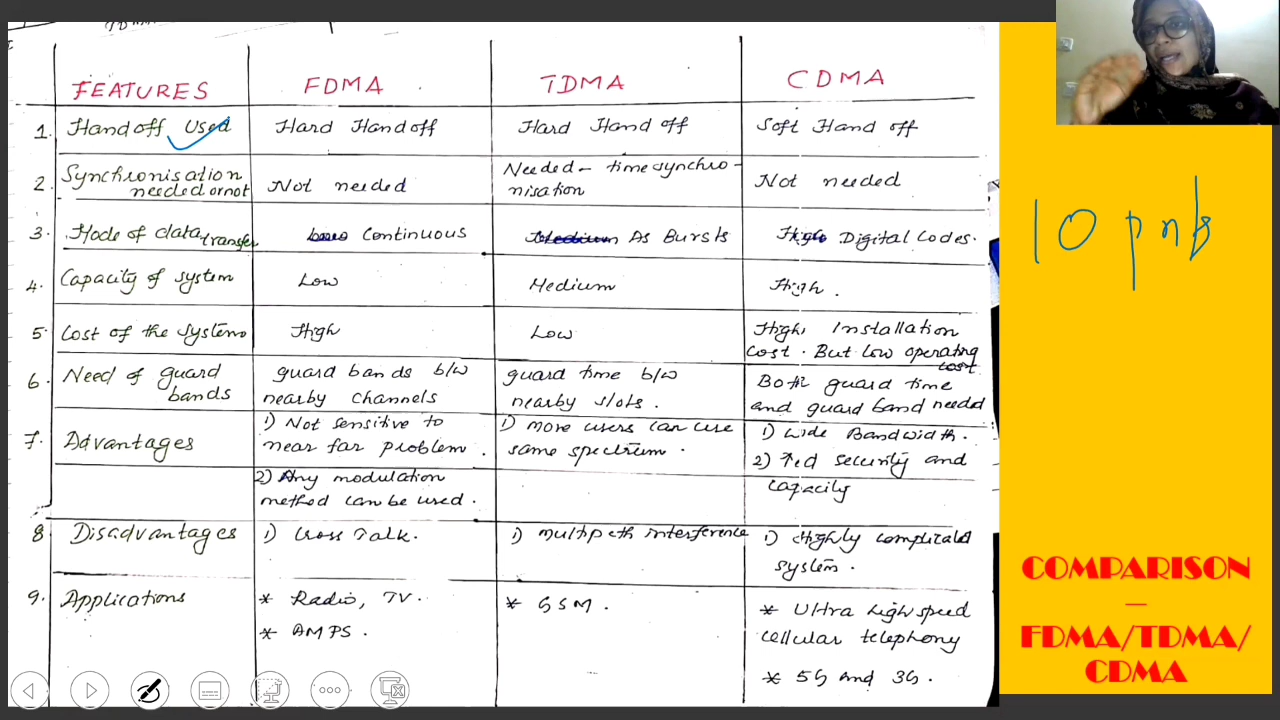 FEATURES FDMA TDMA CDMA
1. Handoff Used Hard Handoff Hard Hand off Soft Hand off
2. Synchronisation needed or not Not needed Needed - time synchro-nisation Not needed
3. Mode of data transfer Continuous As Bursts Digital Codes.
4. Capacity of system Low Medium High.
5. Cost of the system High Low High Installation cost. But low operating cost
6. Need of guard bands guard bands b/w nearby channels guard time b/w nearby slots. Both guard time and guard band needed
7. Advantages 1) Not sensitive to near far problem. 1) more users can use same spectrum. 1) Wide Bandwidth.
2) Any modulation method can be used. 2) ↑ed security and capacity
8. Disadvantages 1) Cross Talk. 1) multipath interference 1) Highly complicated system.
9. Applications * Radio, TV. * GSM. * Ultra high speed cellular telephony
* AMPS. * 5G and 3G.
10 pnts
COMPARISON
–
FDMA/TDMA/
CDMA